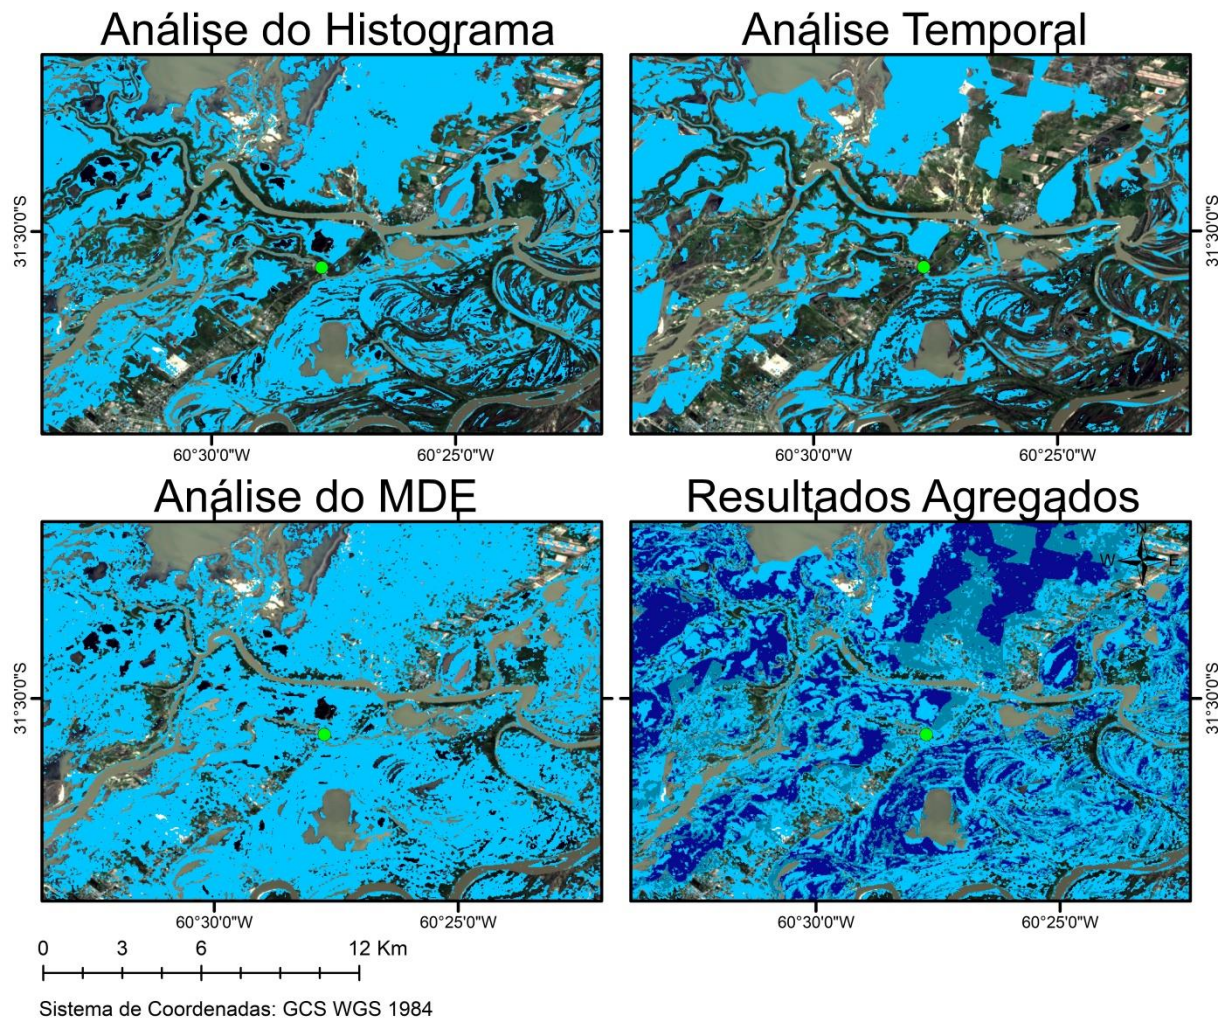 Análise do Histograma
Análise Temporal
31°30'0"S
31°30'0"S
60°30'0"W
60°25'0"W
60°30'0"W
60°25'0"W
Análise do MDE
Resultados Agregados
N
W
E
S
31°30'0"S
31°30'0"S
60°30'0"W
60°25'0"W
60°30'0"W
60°25'0"W
0 3 6 12 Km
Sistema de Coordenadas: GCS WGS 1984